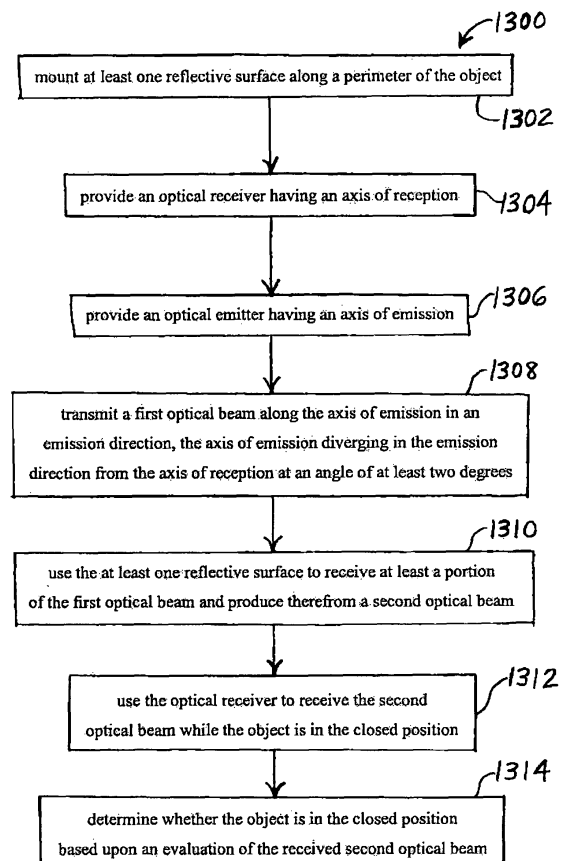 1300
mount at least one reflective surface along a perimeter of the object
1302
provide an optical receiver having an axis of reception
1304
1306
provide an optical emitter having an axis of emission
1308
transmit a first optical beam along the axis of emission in an
emission direction, the axis of emission diverging in the emission
direction from the axis of reception at an angle of at least two degrees
1310
use the at least one reflective surface to receive at least a portion
of the first optical beam and produce therefrom a second optical beam
1312
use the optical receiver to receive the second
optical beam while the object is in the closed position
1314
determine whether the object is in the closed position
based upon an evaluation of the received second optical beam